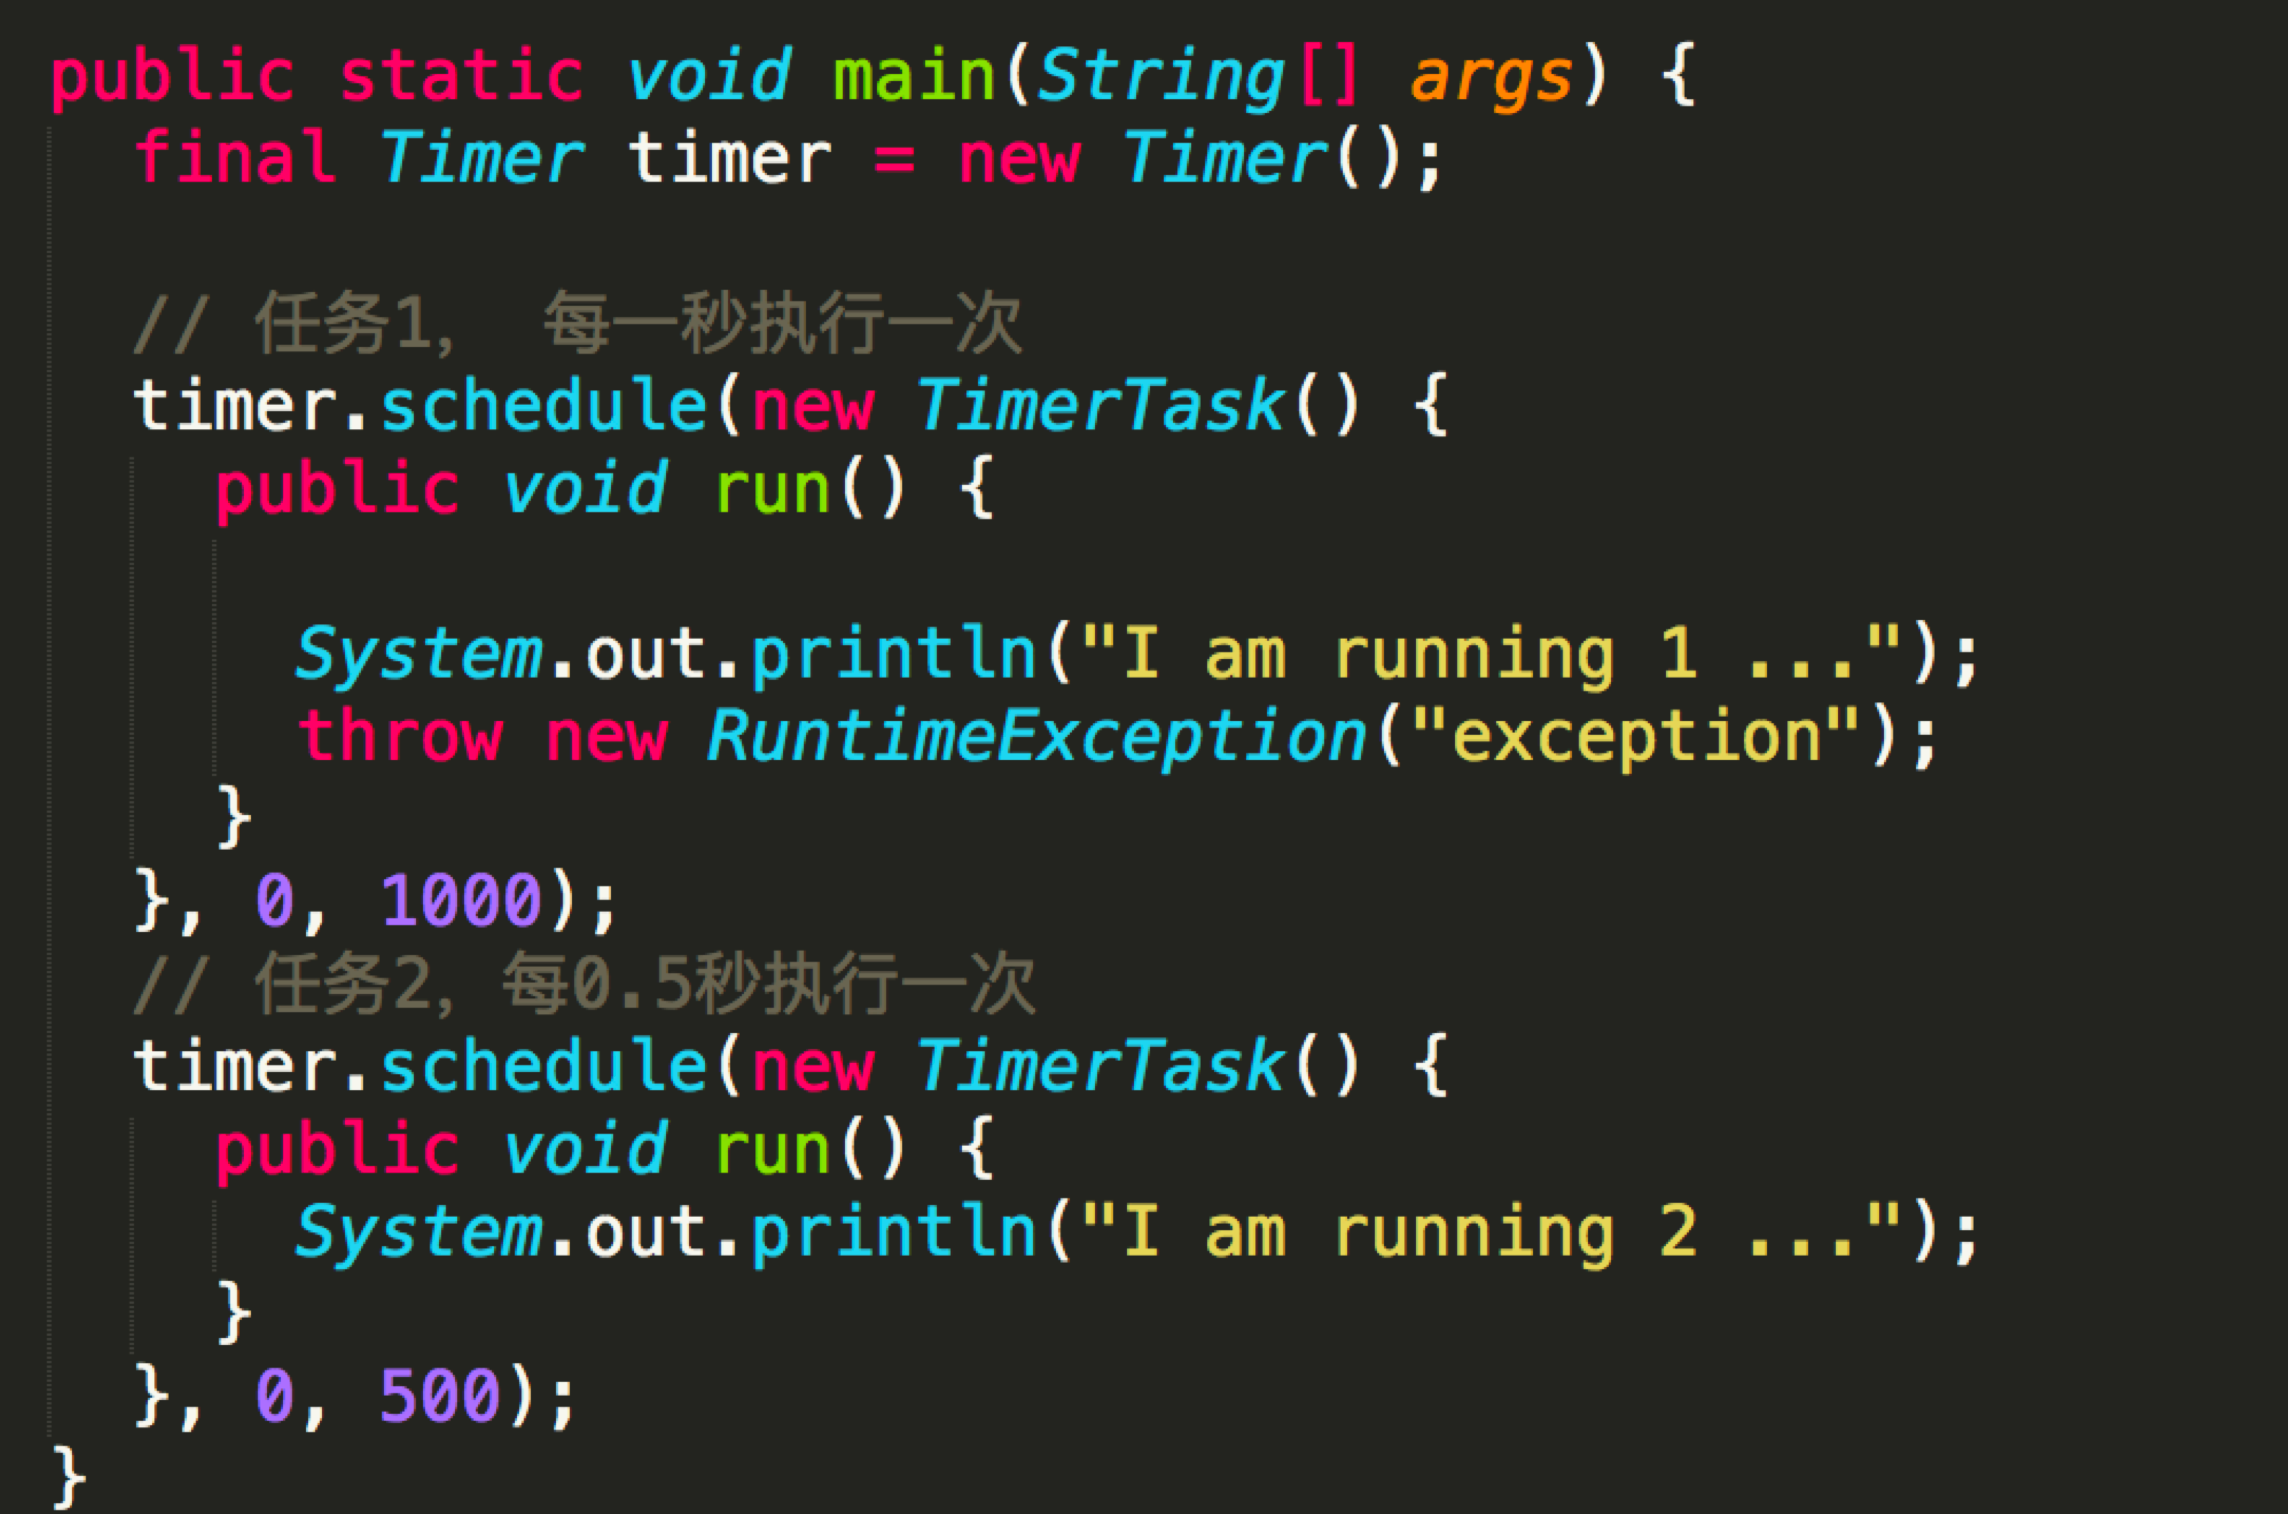 public static void main(String[] args) {
final Timer timer = new Timer();
// 任务1， 每一秒执行一次
timer.schedule(new TimerTask() {
public void run() {
System.out.println("I am running 1 ...");
throw new RuntimeException("exception");
}
}, 0, 1000);
// 任务2，每0.5秒执行一次
timer.schedule(new TimerTask() {
public void run() {
System.out.println("I am running 2 ...");
}
}, 0, 500);
}